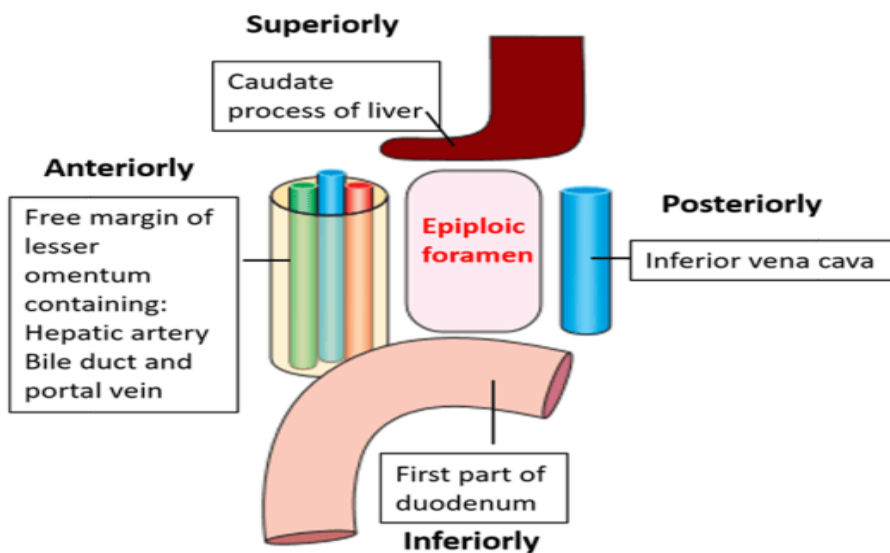 Superiorly
Caudate
process of liver
Anteriorly
Free margin of
lesser
omentum
containing:
Hepatic artery
Bile duct and
portal vein
Epiploic
foramen
Posteriorly
Inferior vena cava
First part of
duodenum
Inferiorly